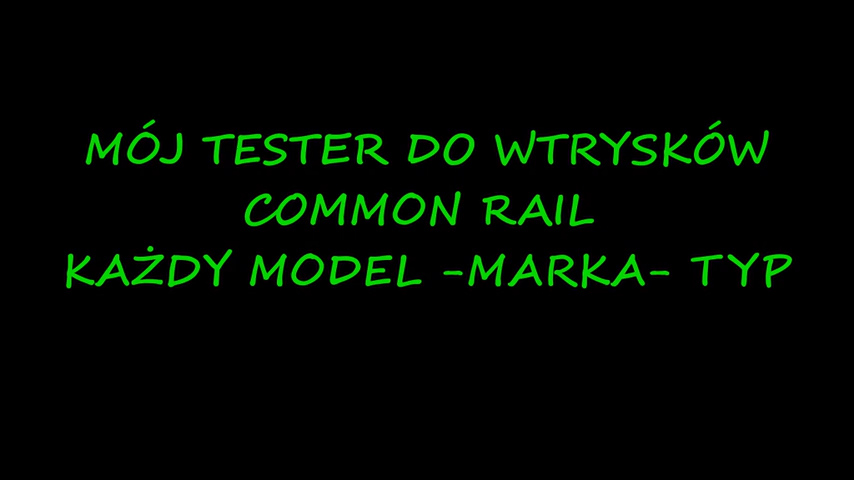 MÓJ TESTER DO WTRYSKÓW
COMMON RAIL
KAŻDY MODEL -MARKA- TYP